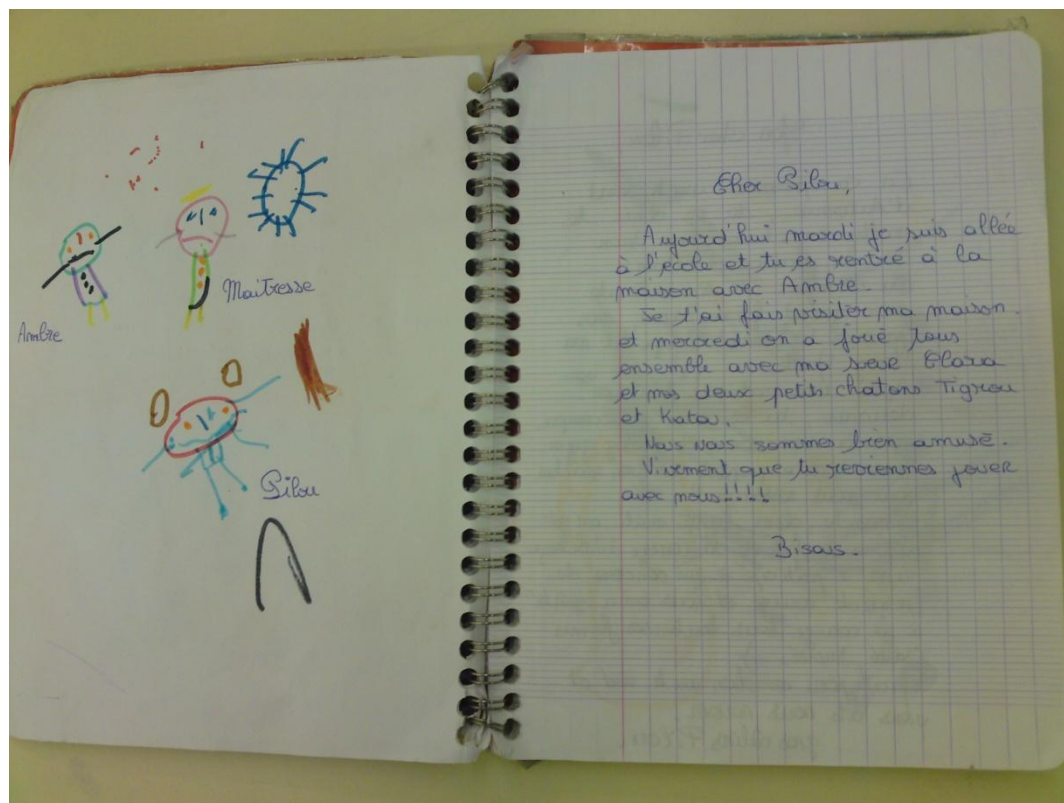 Ambre
Maîtresse
Pilou
Cher Pilou,
Aujourd'hui mardi je suis allée
à l'école et tu es rentré à la
maison avec Ambre.
Je t'ai fais visiter ma maison.
et mercredi on a joué tous
ensemble avec ma sœur Clara
et mes deux petits chatons Tigrou
et Kata.
Nous nous sommes bien amusé.
Vivement que tu reviennes jouer
avec nous!!!!
Bisous.